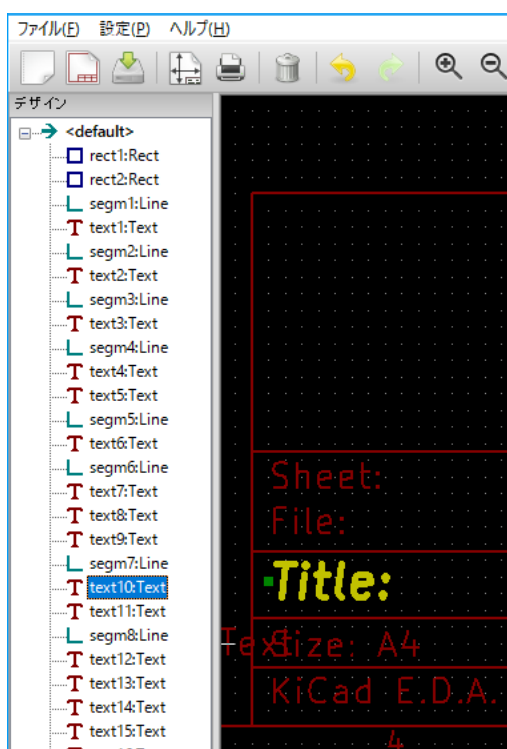 ファイル(F) 設定(P) ヘルプ(H)
デザイン
<default>
rect1:Rect
rect2:Rect
segm1:Line
text1:Text
segm2:Line
text2:Text
segm3:Line
text3:Text
segm4:Line
text4:Text
text5:Text
segm5:Line
text6:Text
segm6:Line
text7:Text
text8:Text
text9:Text
segm7:Line
text10:Text
text11:Text
segm8:Line
text12:Text
text13:Text
text14:Text
text15:Text
Sheet:
File:
Title:
Text
Size: A4
KiCad E.D.A.
4